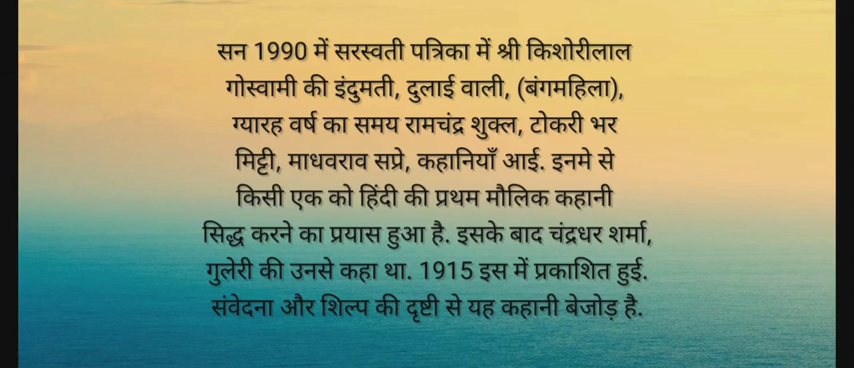 सन 1990 में सरस्वती पत्रिका में श्री किशोरीलाल
गोस्वामी की इंदुमती, दुलाई वाली, (बंगमहिला),
ग्यारह वर्ष का समय रामचंद्र शुक्ल, टोकरी भर
मिट्टी, माधवराव सप्रे, कहानियाँ आई. इनमे से
किसी एक को हिंदी की प्रथम मौलिक कहानी
सिद्ध करने का प्रयास हुआ है. इसके बाद चंद्रधर शर्मा,
गुलेरी की उनसे कहा था. 1915 इस में प्रकाशित हुई.
संवेदना और शिल्प की दृष्टी से यह कहानी बेजोड़ है.